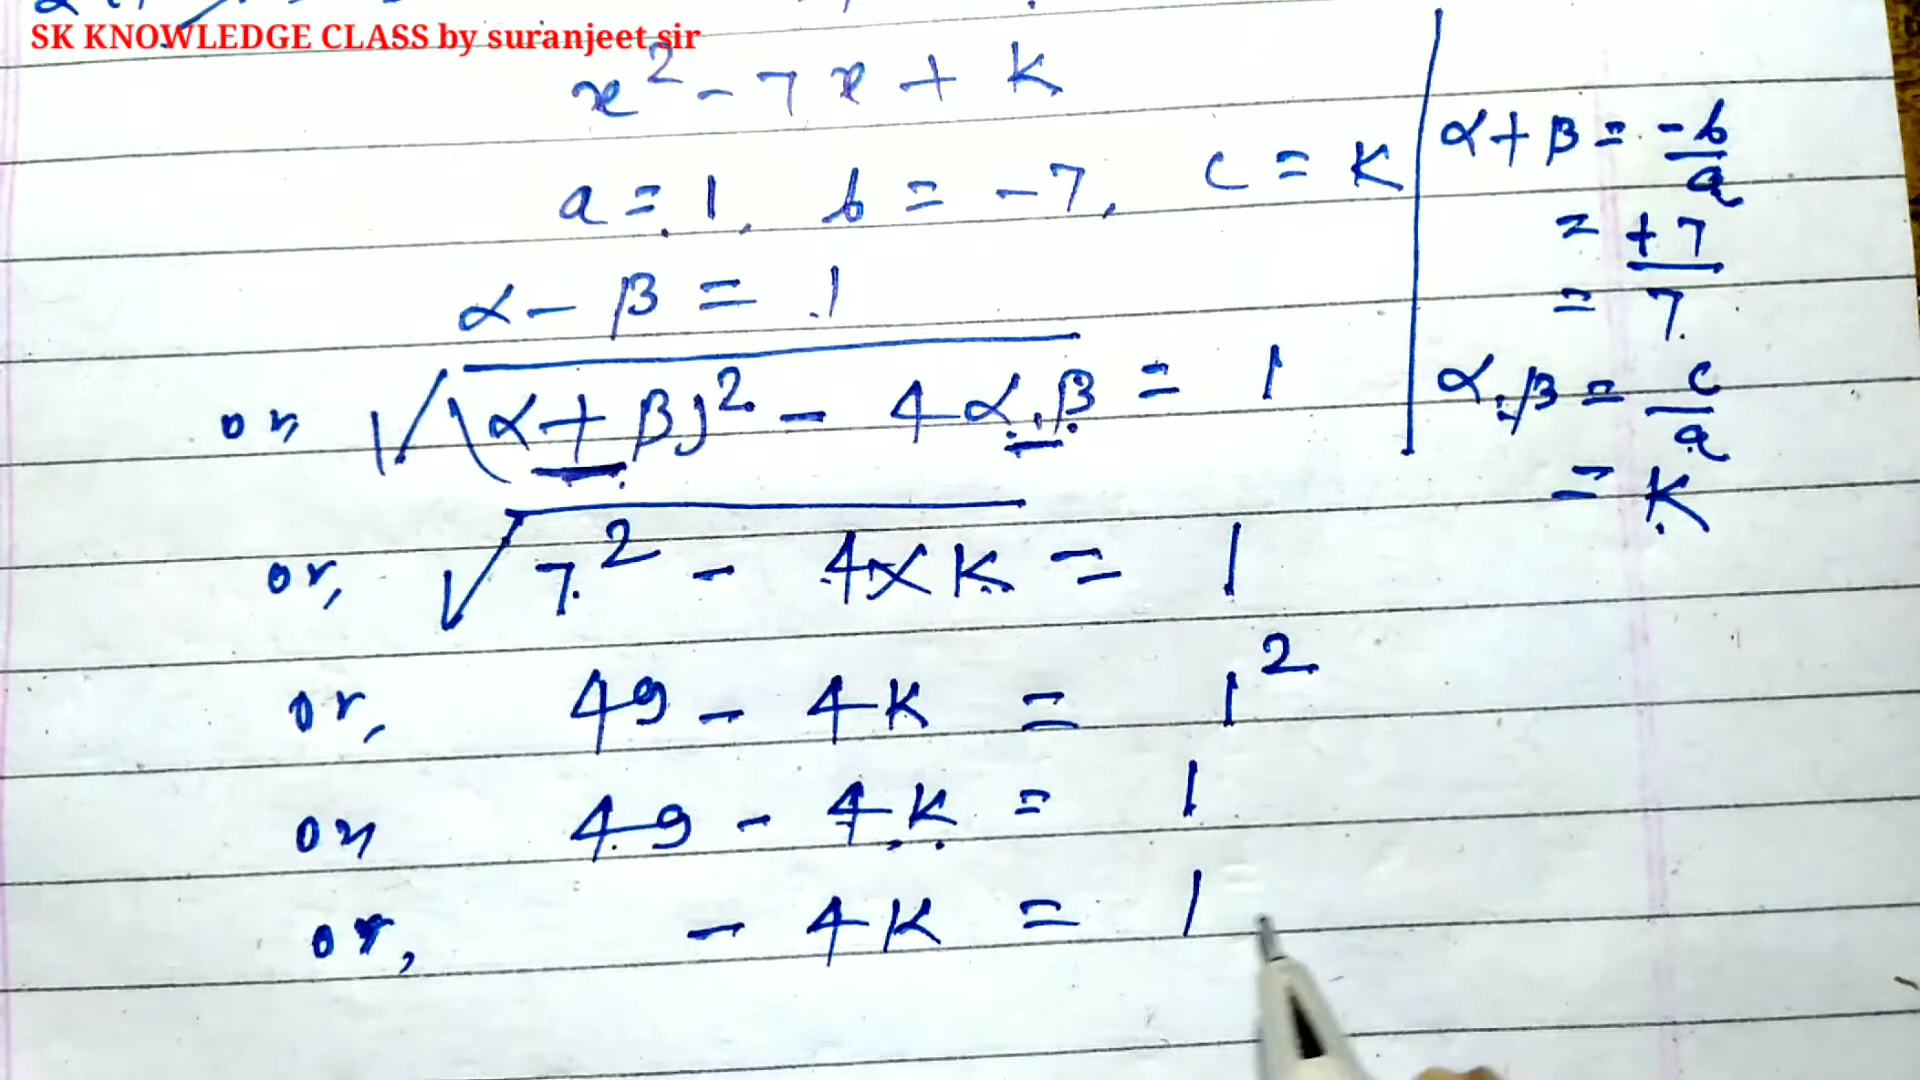 SK KNOWLEDGE CLASS by suranjeet sir
x² - 7x + k
a = 1, b = -7, c = K
α - β = 1
or √(α + β)² - 4α.β = 1
or, √7² - 4×K = 1
or, 49 - 4K = 1²
or 49 - 4K = 1
or, - 4K = 1
α + β = -b/a
= +7
= 7
α.β = c/a
= K